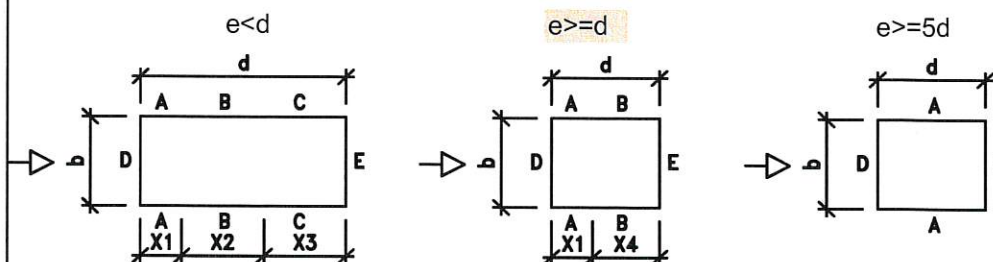 e<d
e>=d
e>=5d
d
d
d
A B C
A B
A
b D E
b D E
b
A B C
A B
A
X1 X2 X3
X1 X4